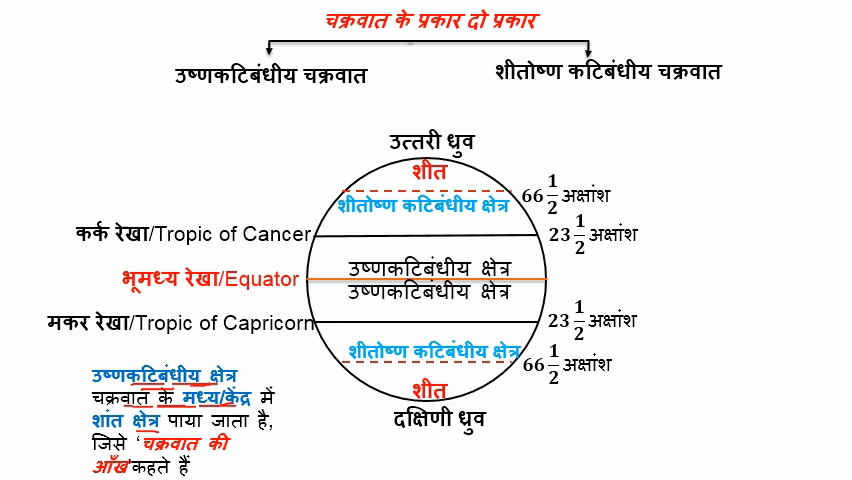 चक्रवात के प्रकार दो प्रकार
उष्णकटिबंधीय चक्रवात
शीतोष्ण कटिबंधीय चक्रवात
उत्तरी ध्रुव
शीत
66 1/2 अक्षांश
शीतोष्ण कटिबंधीय क्षेत्र
कर्क रेखा/Tropic of Cancer
23 1/2 अक्षांश
उष्णकटिबंधीय क्षेत्र
भूमध्य रेखा/Equator
उष्णकटिबंधीय क्षेत्र
मकर रेखा/Tropic of Capricorn
23 1/2 अक्षांश
शीतोष्ण कटिबंधीय क्षेत्र
66 1/2 अक्षांश
शीत
दक्षिणी ध्रुव
उष्णकटिबंधीय क्षेत्र
चक्रवात के मध्य/केंद्र में
शांत क्षेत्र पाया जाता है,
जिसे ‘चक्रवात की
आँख’कहते हैं